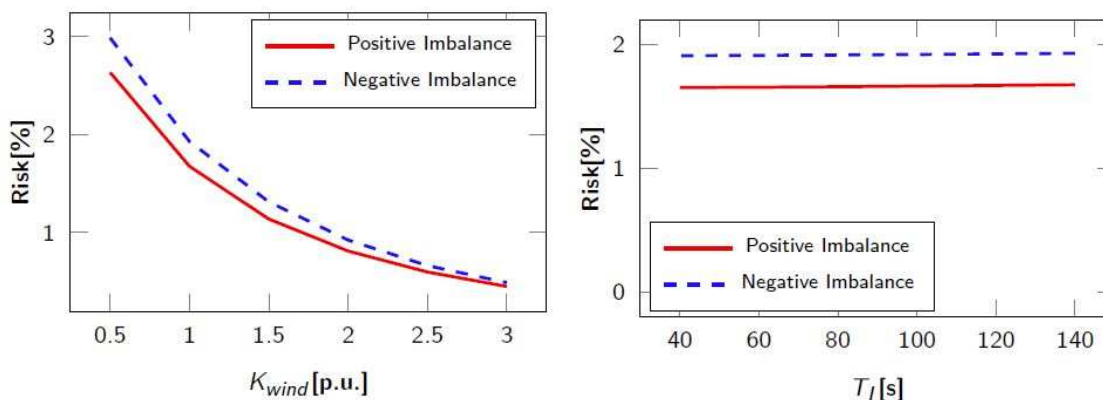 3
2
1
Risk[%]
Positive Imbalance
Negative Imbalance
0.5 1 1.5 2 2.5 3
K_wind [p.u.]
2
1
0
Risk[%]
Positive Imbalance
Negative Imbalance
40 60 80 100 120 140
T_I [s]